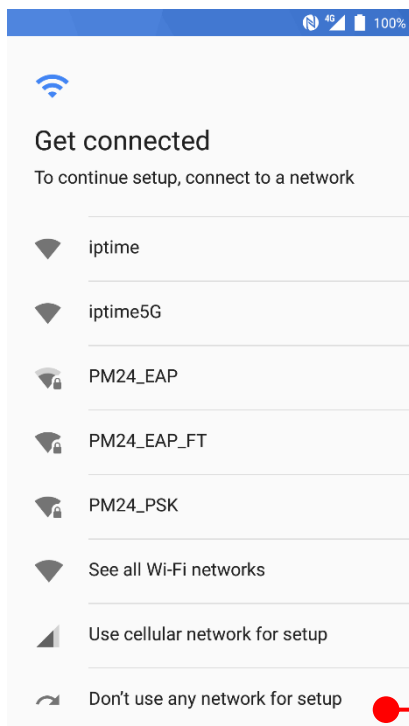 4G 100%
Get connected
To continue setup, connect to a network
iptime
iptime5G
PM24_EAP
PM24_EAP_FT
PM24_PSK
See all Wi-Fi networks
Use cellular network for setup
Don't use any network for setup